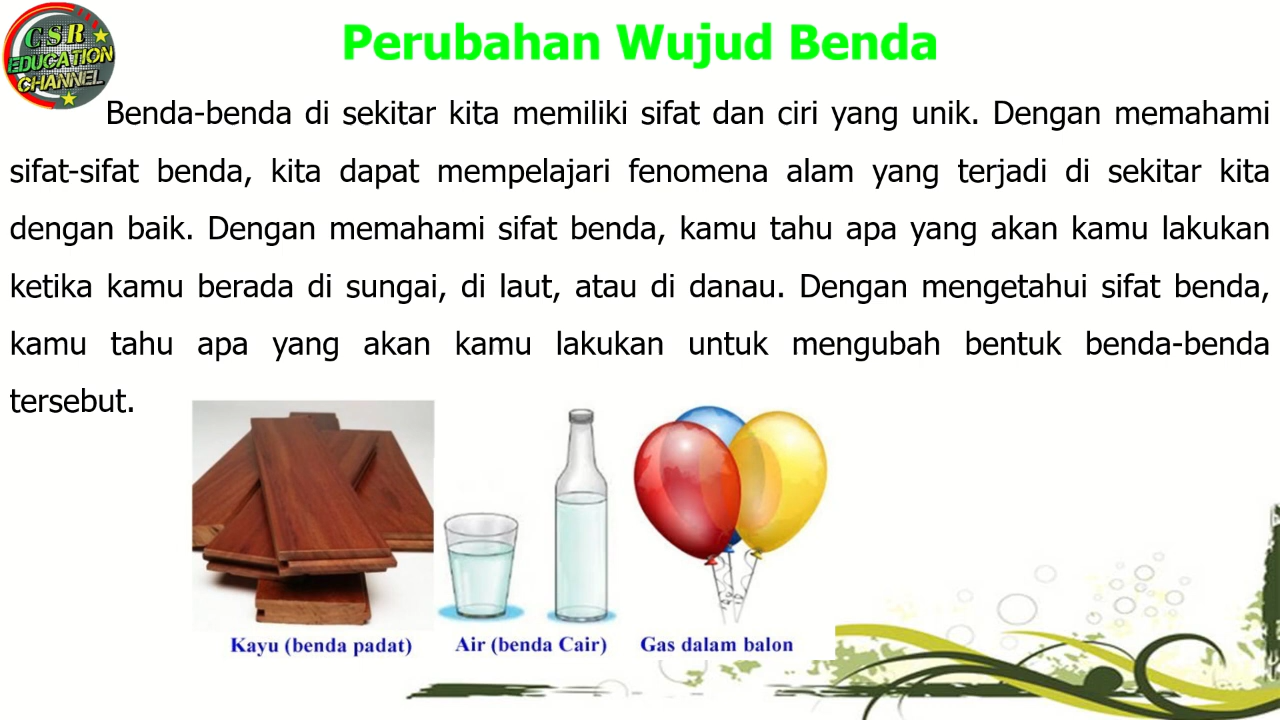 C S R
EDUCATION
CHANNEL
Perubahan Wujud Benda
Benda-benda di sekitar kita memiliki sifat dan ciri yang unik. Dengan memahami
sifat-sifat benda, kita dapat mempelajari fenomena alam yang terjadi di sekitar kita
dengan baik. Dengan memahami sifat benda, kamu tahu apa yang akan kamu lakukan
ketika kamu berada di sungai, di laut, atau di danau. Dengan mengetahui sifat benda,
kamu tahu apa yang akan kamu lakukan untuk mengubah bentuk benda-benda
tersebut.
Kayu (benda padat)
Air (benda Cair)
Gas dalam balon